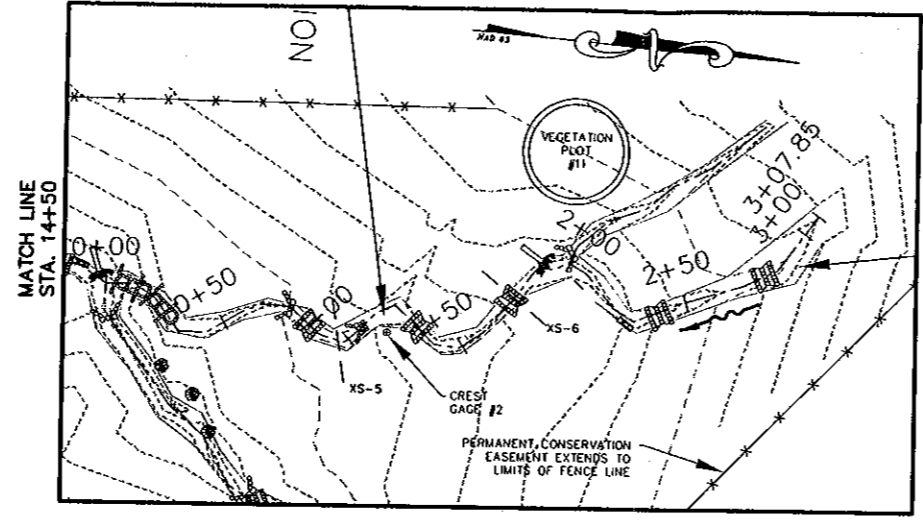 NAD 83
VEGETATION
PLOT
#11
MATCH LINE
STA. 14+50
0+00
0+50
00
+50
2+00
2+50
3+00
3+07.85
XS-5
XS-6
CREST
GAGE #2
PERMANENT CONSERVATION
EASEMENT EXTENDS TO
LIMITS OF FENCE LINE